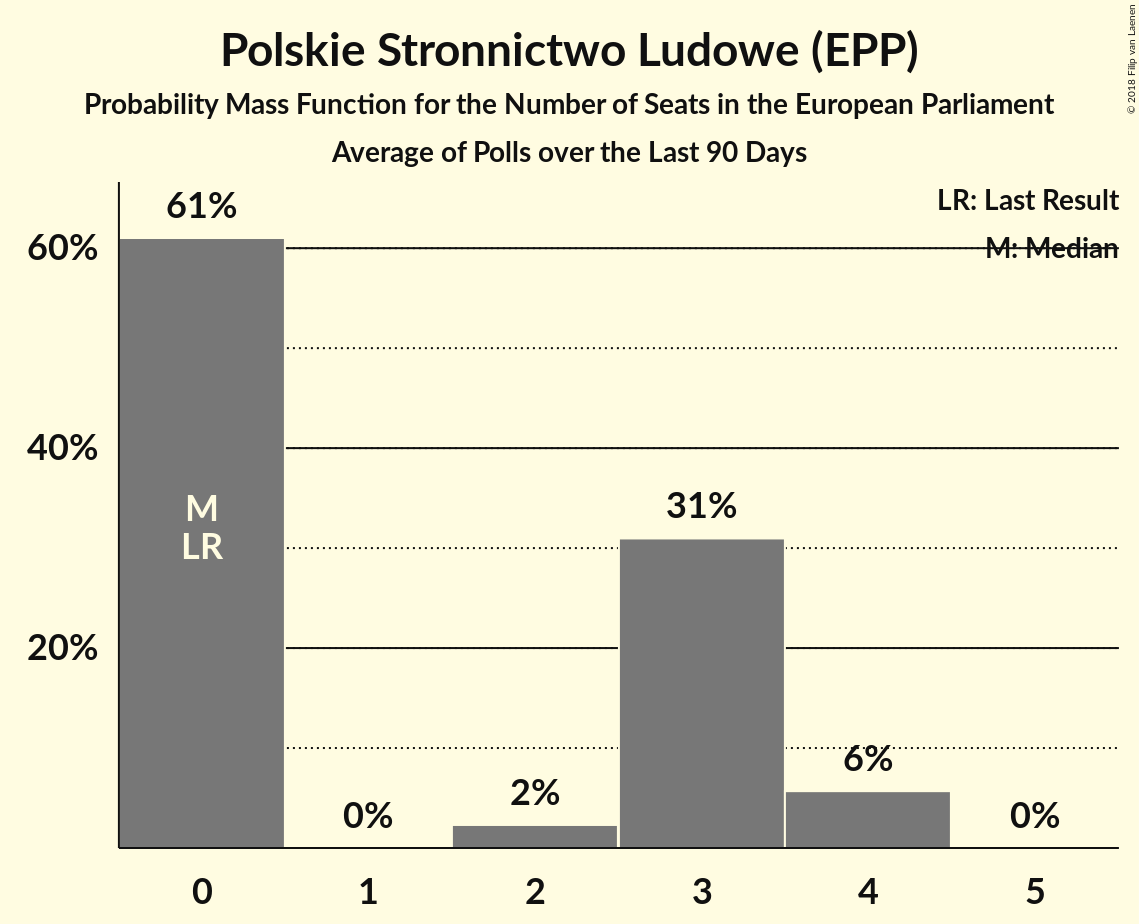 Polskie Stronnictwo Ludowe (EPP)
Probability Mass Function for the Number of Seats in the European Parliament
Average of Polls over the Last 90 Days
© 2018 Filip van Laenen
LR: Last Result
M: Median
61%
60%
40%
31%
M
LR
20%
6%
2%
0%
0%
0 1 2 3 4 5